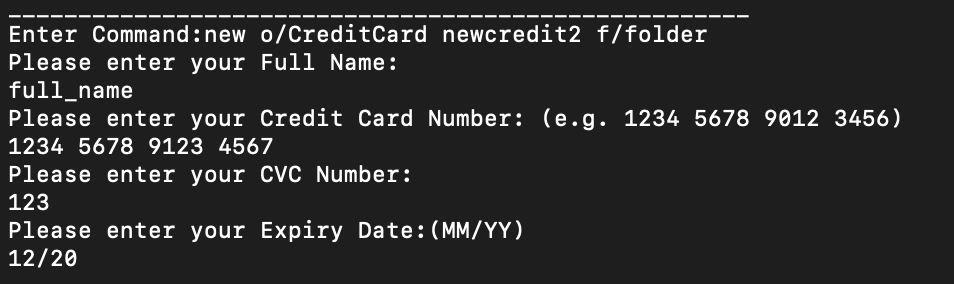 Enter Command:new o/CreditCard newcredit2 f/folder
Please enter your Full Name:
full_name
Please enter your Credit Card Number: (e.g. 1234 5678 9012 3456)
1234 5678 9123 4567
Please enter your CVC Number:
123
Please enter your Expiry Date:(MM/YY)
12/20